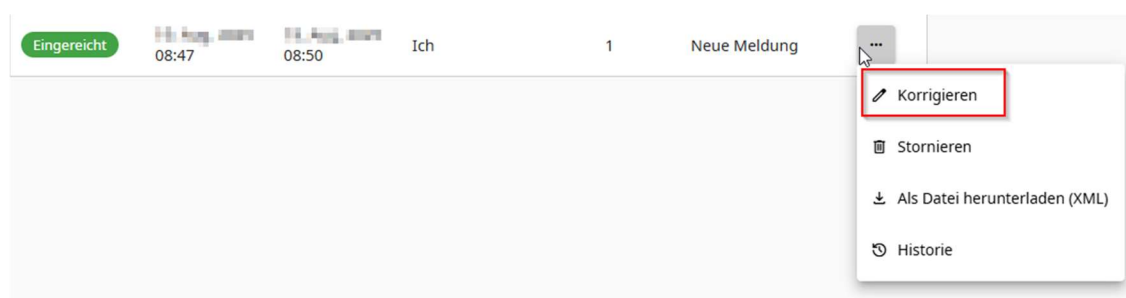 Eingereicht
08:47
08:50
Ich
1
Neue Meldung
Korrigieren
Stornieren
Als Datei herunterladen (XML)
Historie